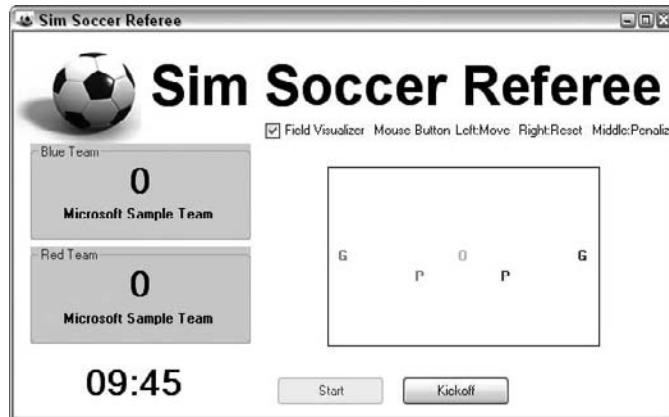 Sim Soccer Referee
Sim Soccer Referee
Field Visualizer Mouse Button Left:Move Right:Reset Middle:Penaliz
Blue Team
0
Microsoft Sample Team
Red Team
0
Microsoft Sample Team
G O G
P P
09:45
Start Kickoff